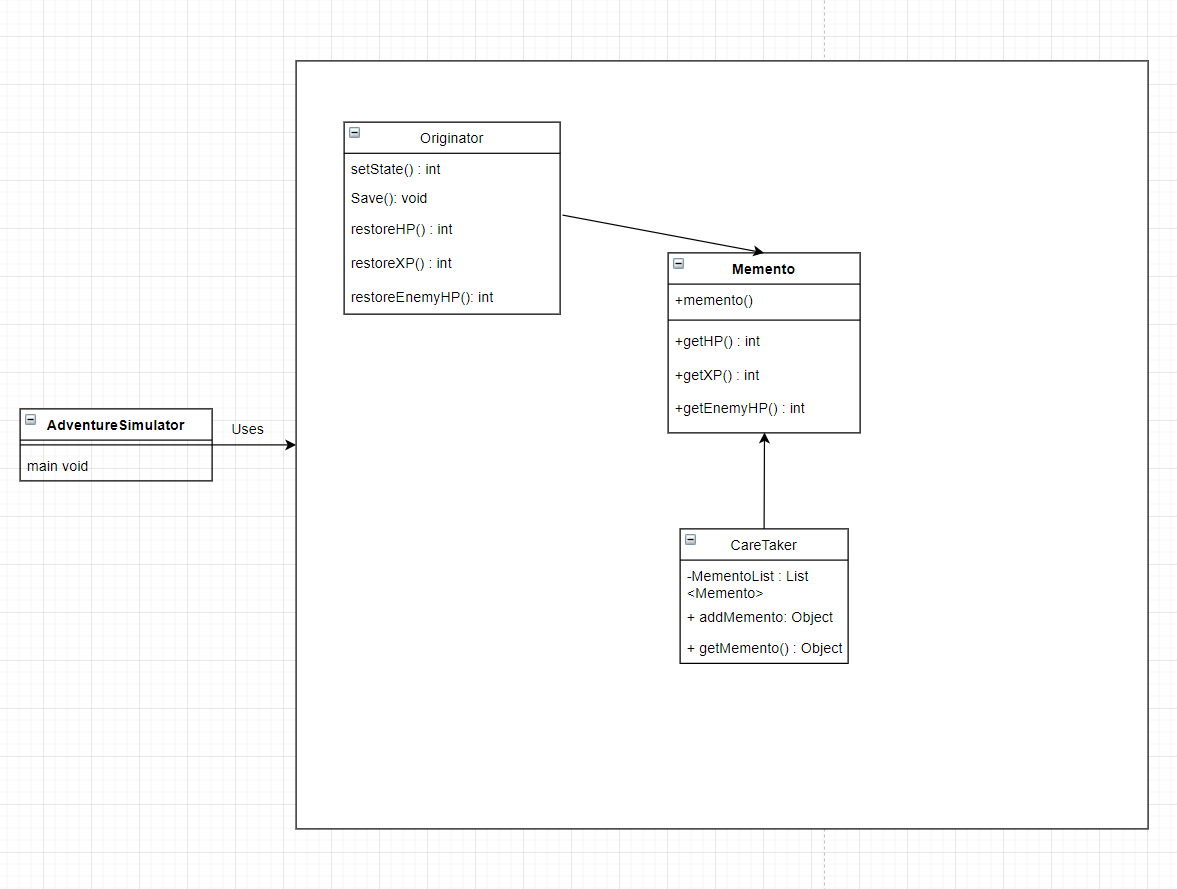 Originator
setState() : int
Save(): void
restoreHP() : int
restoreXP() : int
restoreEnemyHP(): int
Memento
+memento()
+getHP() : int
+getXP() : int
+getEnemyHP() : int
AdventureSimulator
main void
Uses
CareTaker
-MementoList : List
<Memento>
+ addMemento: Object
+ getMemento() : Object